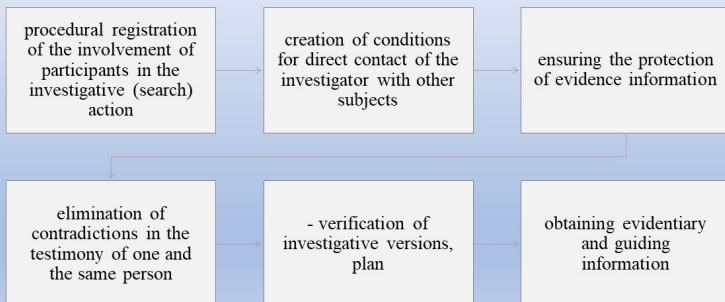 procedural registration
of the involvement of
participants in the
investigative (search)
action
creation of conditions
for direct contact of the
investigator with other
subjects
ensuring the protection
of evidence information
elimination of
contradictions in the
testimony of one and
the same person
- verification of
investigative versions,
plan
obtaining evidentiary
and guiding
information